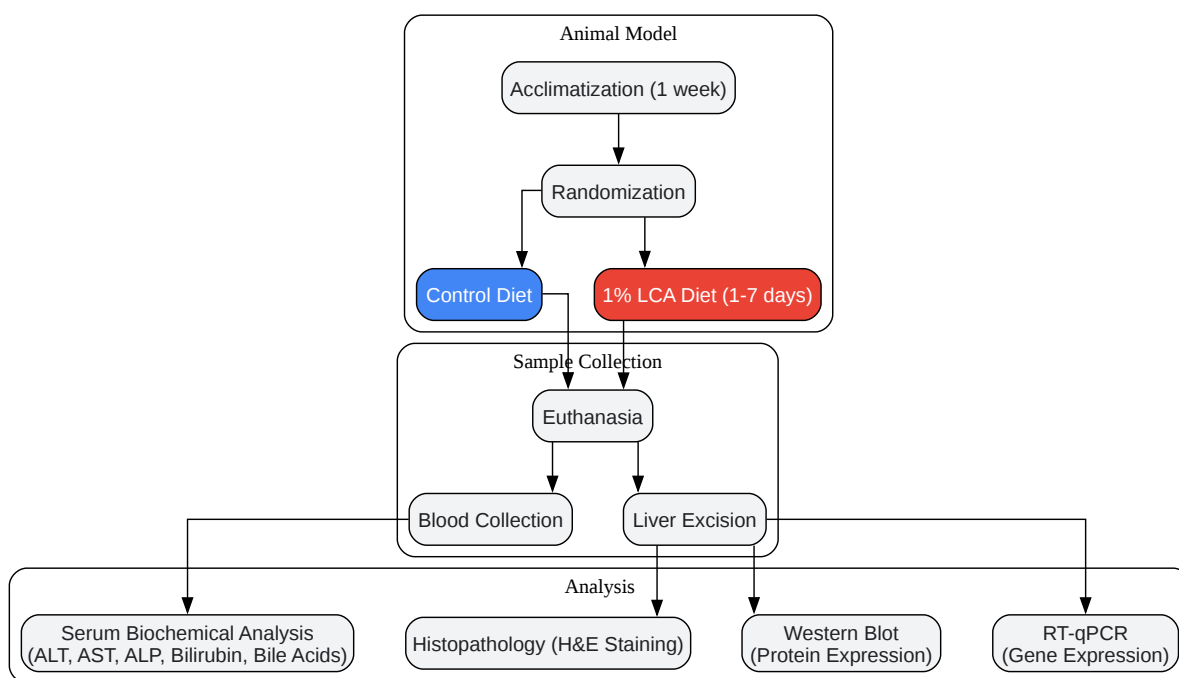 Animal Model
Acclimatization (1 week)
Randomization
Control Diet
1% LCA Diet (1-7 days)
Sample Collection
Euthanasia
Blood Collection
Liver Excision
Analysis
Serum Biochemical Analysis
(ALT, AST, ALP, Bilirubin, Bile Acids)
Histopathology (H&E Staining)
Western Blot
(Protein Expression)
RT-qPCR
(Gene Expression)